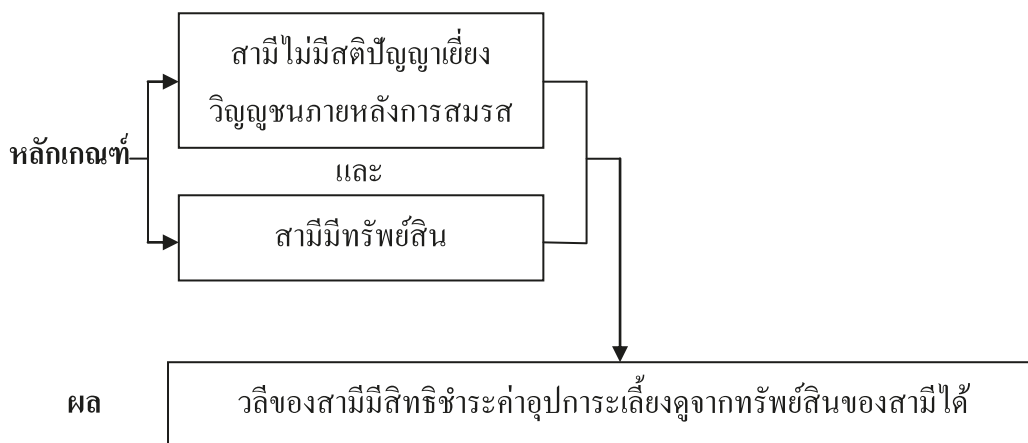 สามีไม่มีสติปัญญาเยี่ยง
วิญญูชนภายหลังการสมรส
หลักเกณฑ์
และ
สามีมีทรัพย์สิน
ผล
วลีของสามีมีสิทธิชำระค่าอุปการะเลี้ยงดูจากทรัพย์สินของสามีได้